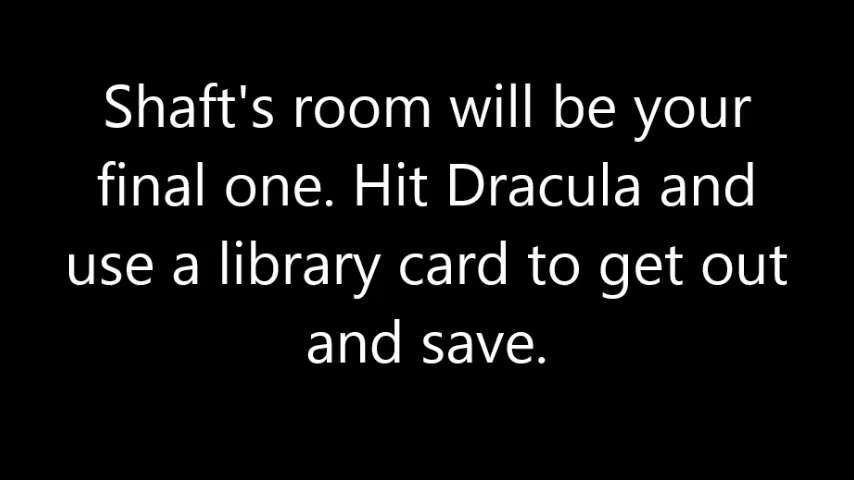 Shaft's room will be your
final one. Hit Dracula and
use a library card to get out
and save.